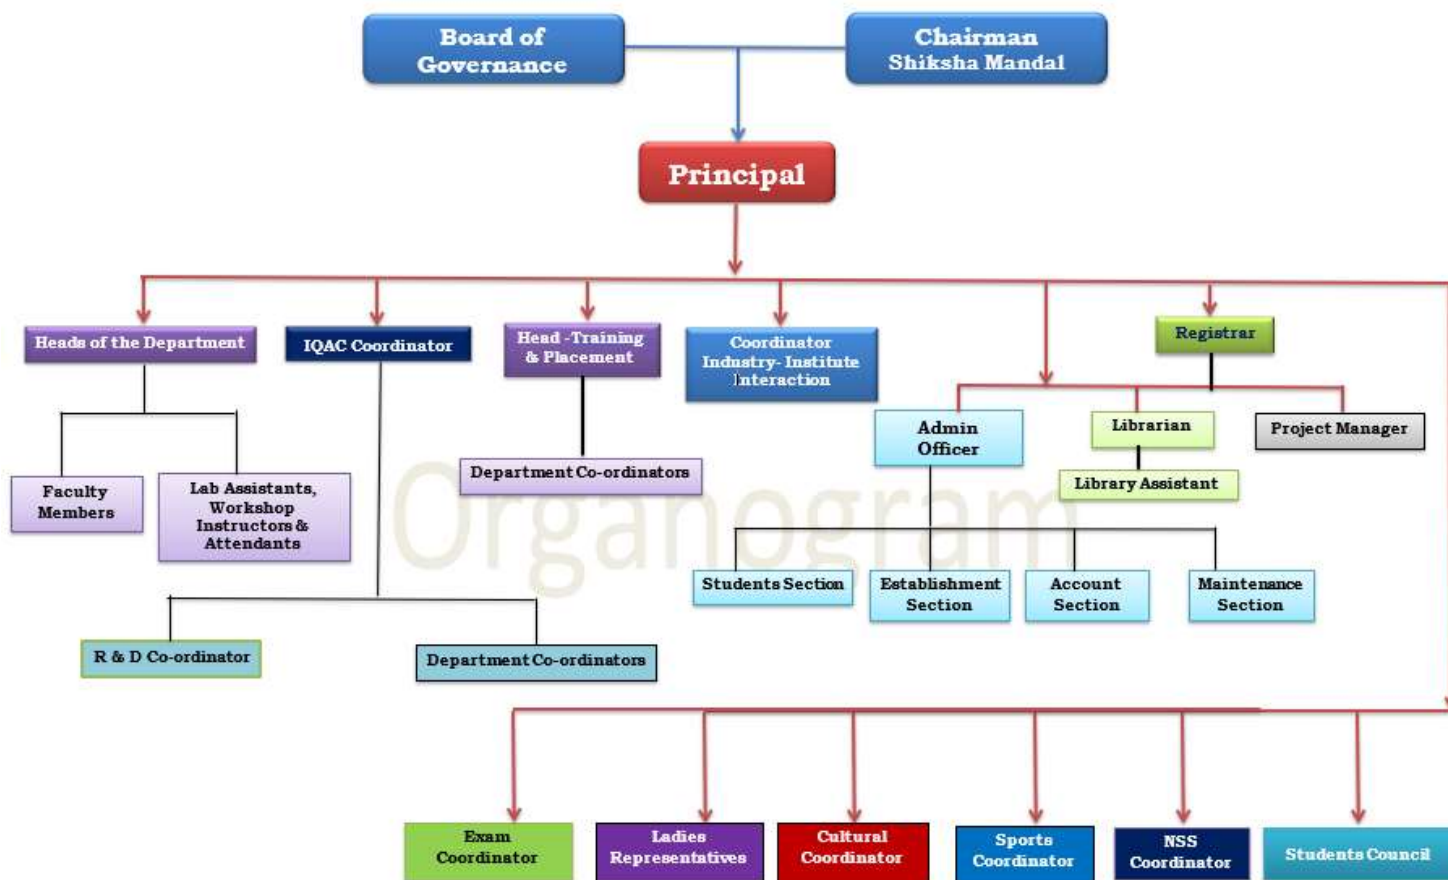 Board of
Governance
Chairman
Shiksha Mandal
Principal
Heads of the Department
IQAC Coordinator
Head -Training
& Placement
Coordinator
Industry- Institute
Interaction
Registrar
Admin
Officer
Librarian
Project Manager
Department Co-ordinators
Library Assistant
Faculty
Members
Lab Assistants,
Workshop
Instructors &
Attendants
Organogram
Students Section
Establishment
Section
Account
Section
Maintenance
Section
R & D Co-ordinator
Department Co-ordinators
Exam
Coordinator
Ladies
Representatives
Cultural
Coordinator
Sports
Coordinator
NSS
Coordinator
Students Council